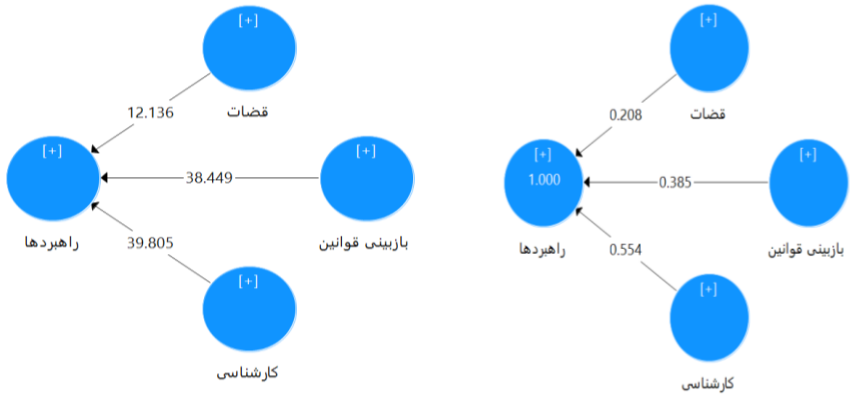 [+]
قضات
12.136
[+]
راهبردها
38.449
[+]
بازبینی قوانین
39.805
[+]
کارشناسی
[+]
قضات
0.208
[+]
1.000
راهبردها
0.385
[+]
بازبینی قوانین
0.554
[+]
کارشناسی